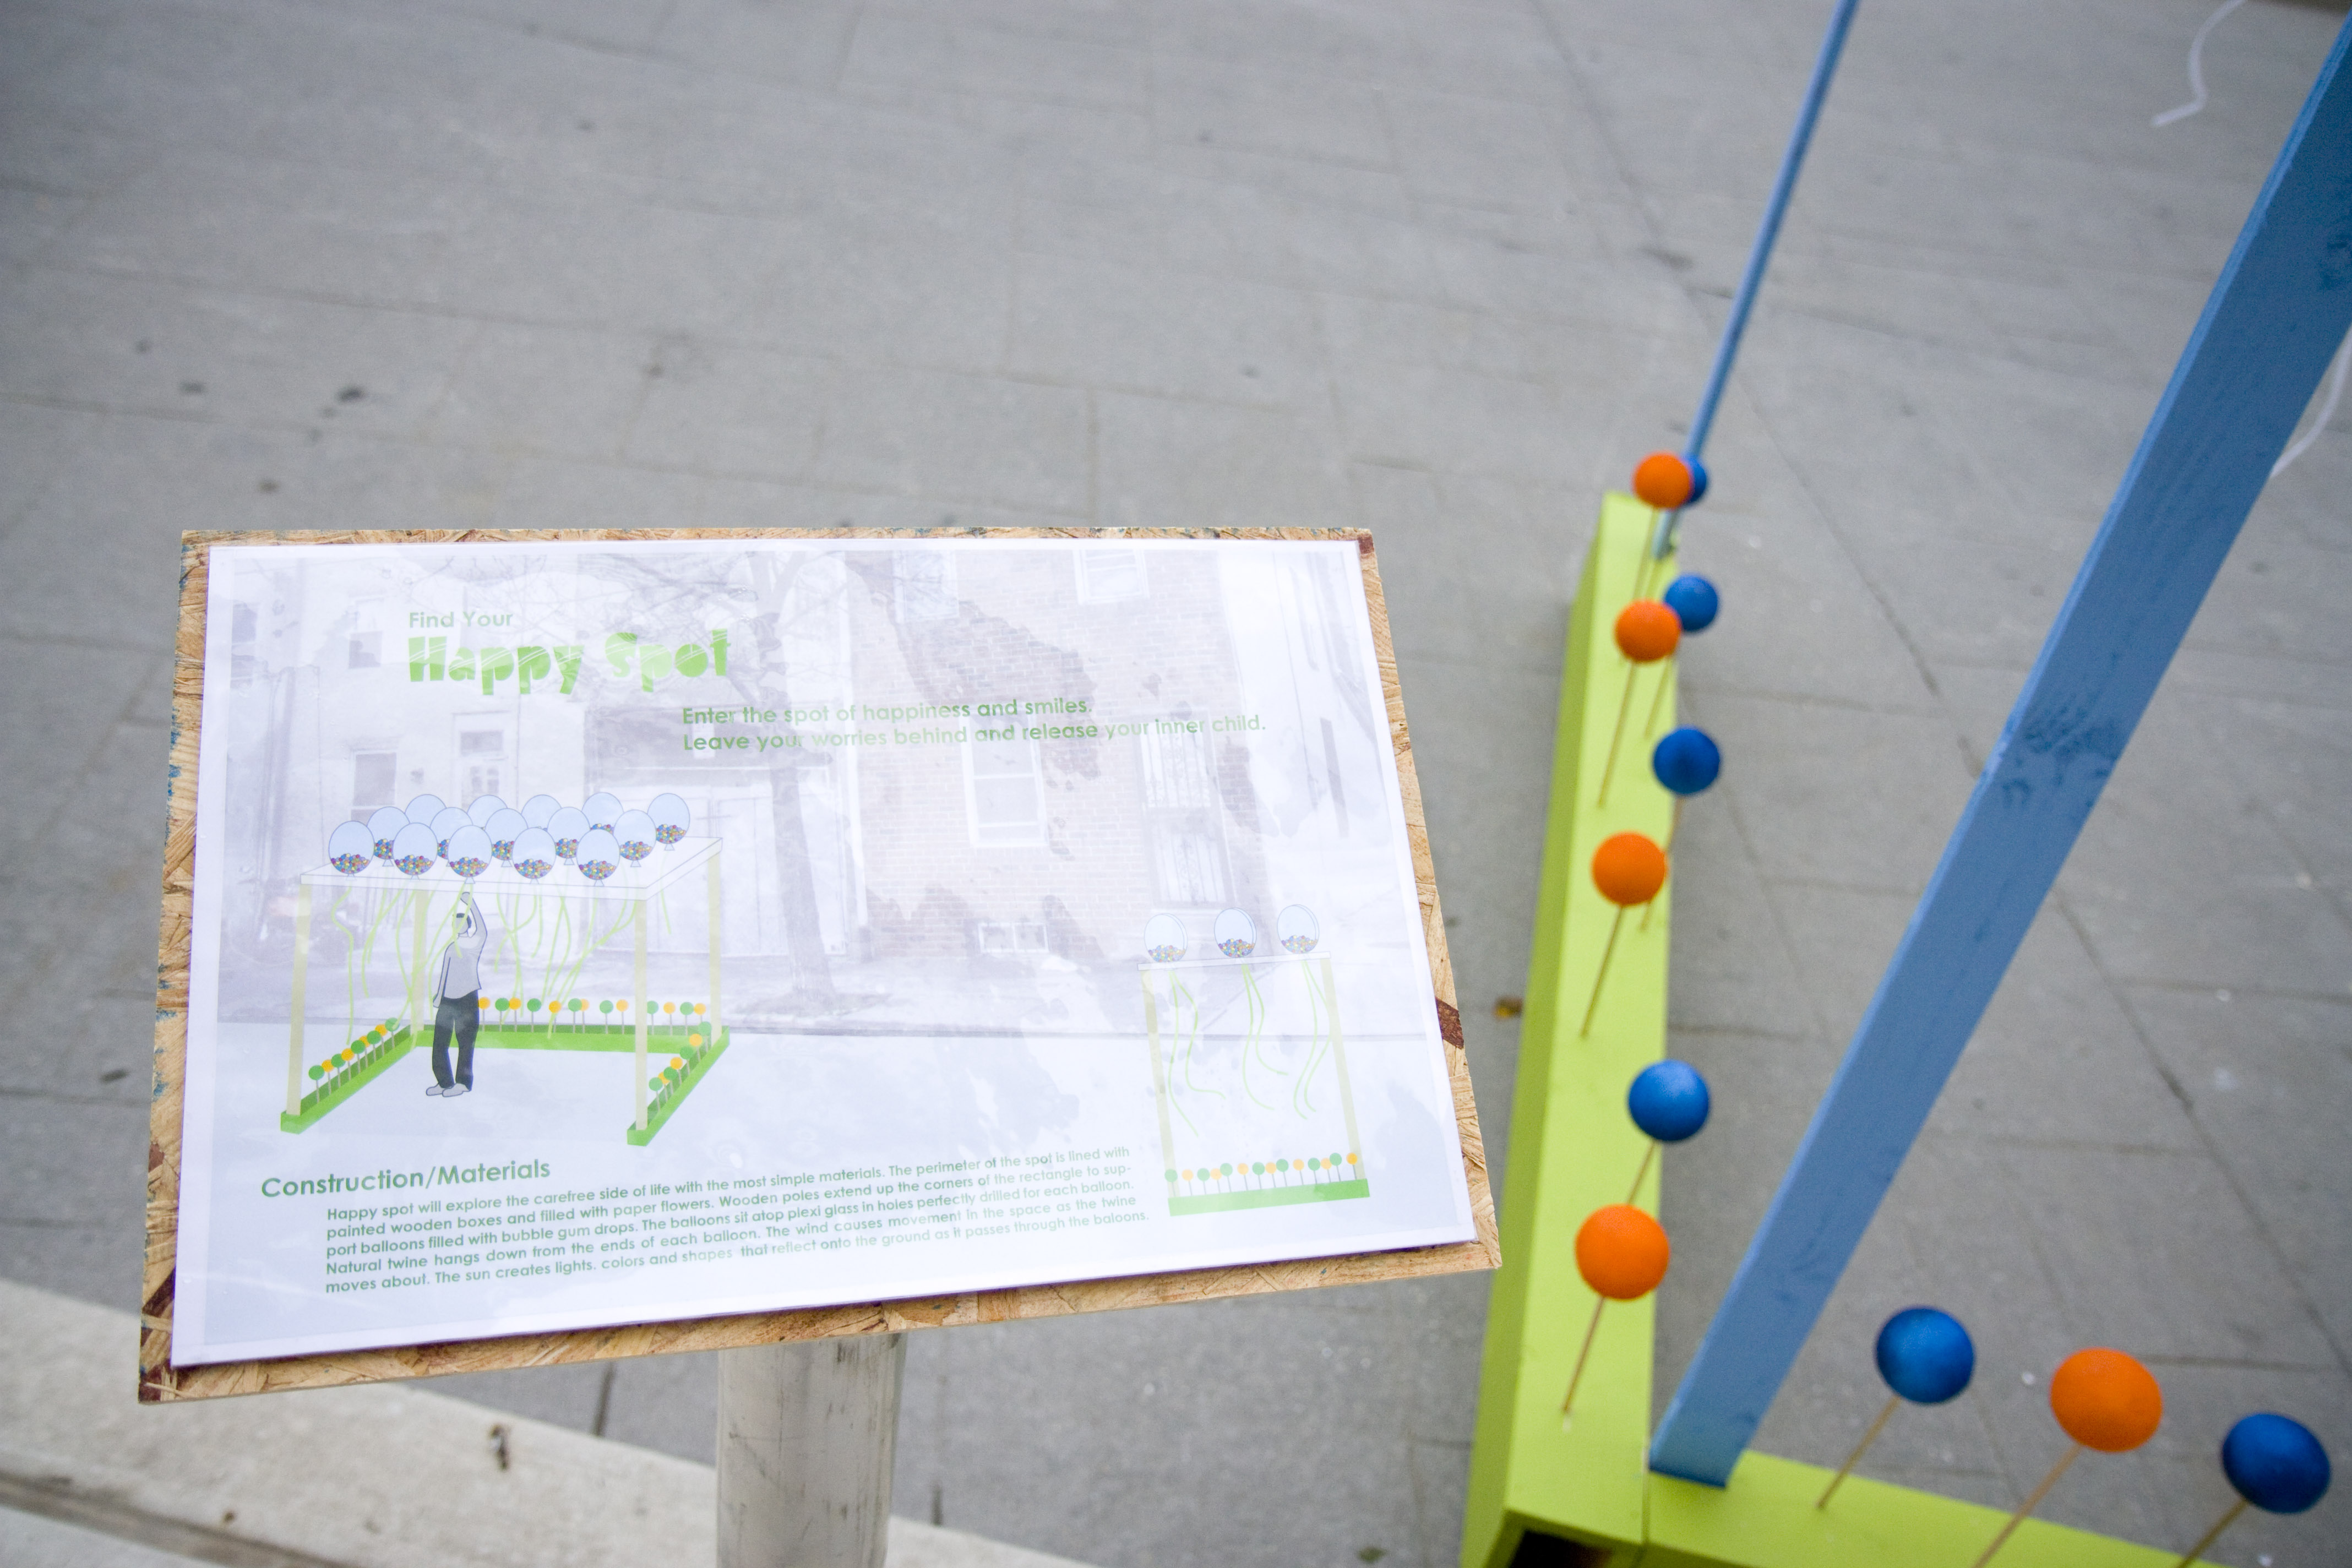 Find Your
Happy Spot
Enter the spot of happiness and smiles.
Leave your worries behind and release your inner child.
Construction/Materials
Happy spot will explore the carefree side of life with the most simple materials. The perimeter of the spot is lined with
painted wooden boxes and filled with paper flowers. Wooden poles extend up the corners of the rectangle to sup-
port balloons filled with bubble gum drops. The balloons sit atop plexi glass in holes perfectly drilled for each balloon.
Natural twine hangs down from the ends of each balloon. The wind causes movement in the space as the twine
moves about. The sun creates lights, colors and shapes that reflect onto the ground as it passes through the baloons.